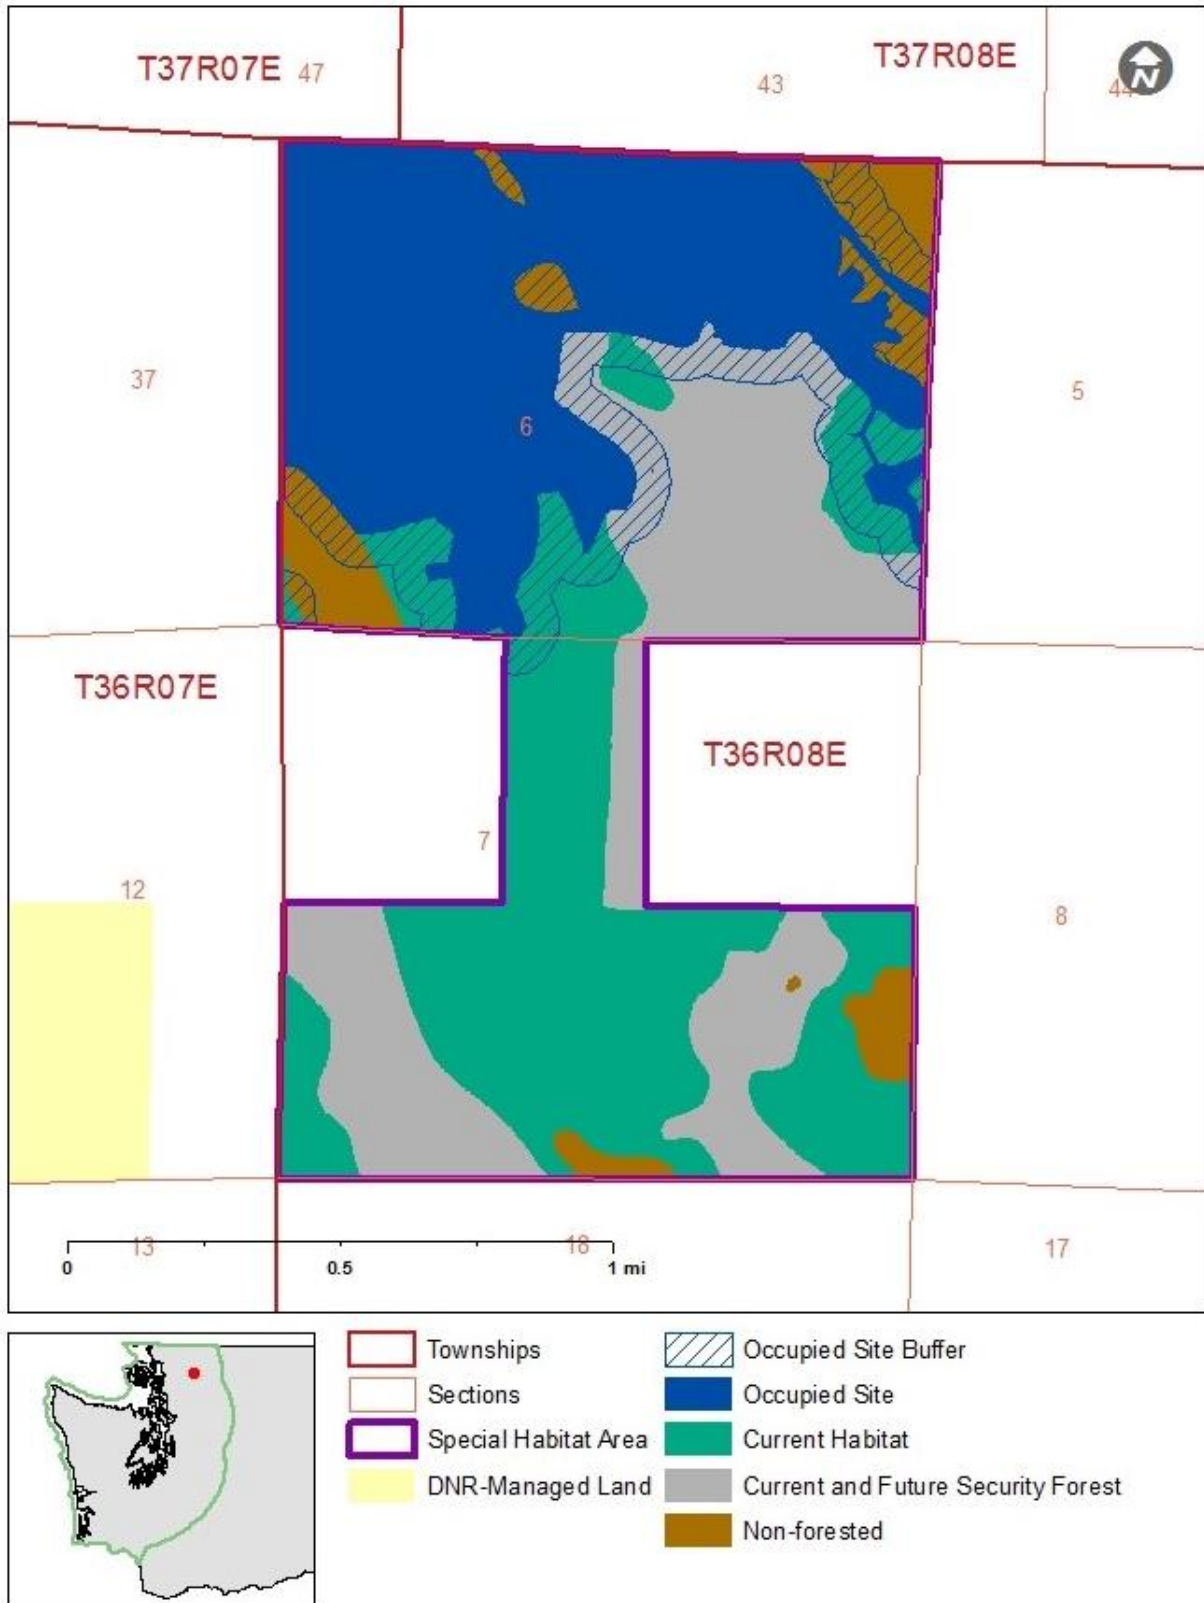 T37R07E 47 43 T37R08E 44
N
37 6 5
T36R07E
T36R08E
7
12 8
13 18 17
0 0.5 1 mi
Townships
Sections
Special Habitat Area
DNR-Managed Land
Occupied Site Buffer
Occupied Site
Current Habitat
Current and Future Security Forest
Non-forested